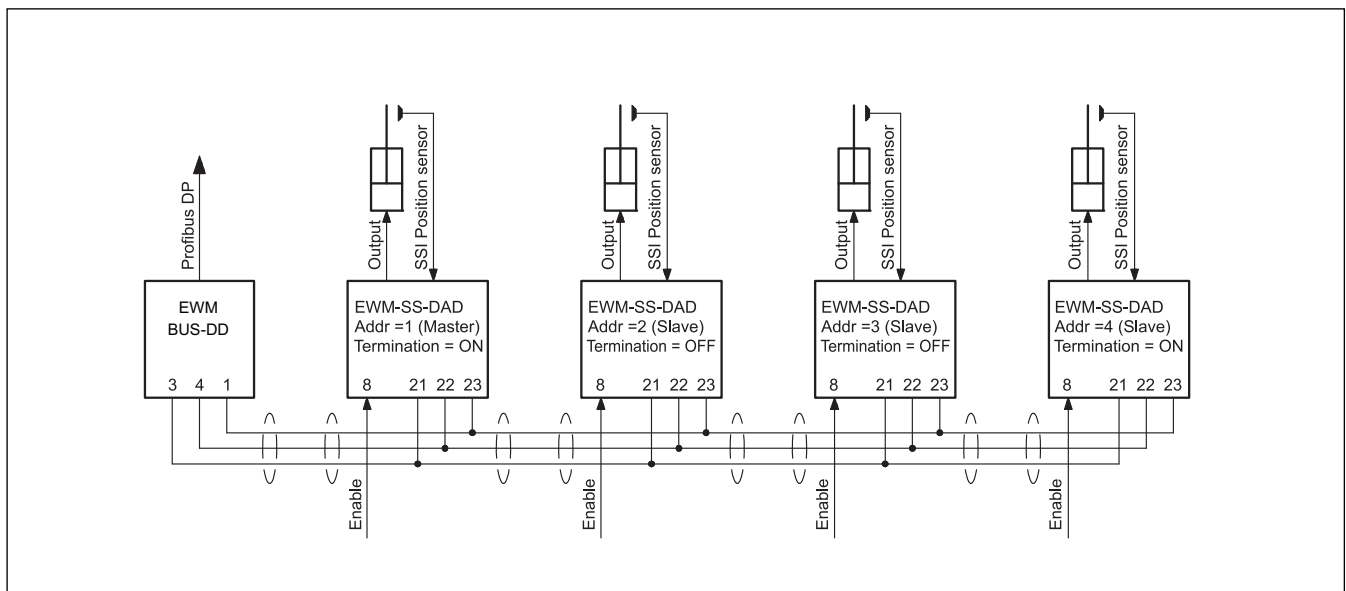 Profibus DP
EWM
BUS-DD
3 4 1
Output
SSI Position sensor
EWM-SS-DAD
Addr =1 (Master)
Termination = ON
8 21 22 23
Enable
Output
SSI Position sensor
EWM-SS-DAD
Addr =2 (Slave)
Termination = OFF
8 21 22 23
Enable
Output
SSI Position sensor
EWM-SS-DAD
Addr =3 (Slave)
Termination = OFF
8 21 22 23
Enable
Output
SSI Position sensor
EWM-SS-DAD
Addr =4 (Slave)
Termination = ON
8 21 22 23
Enable